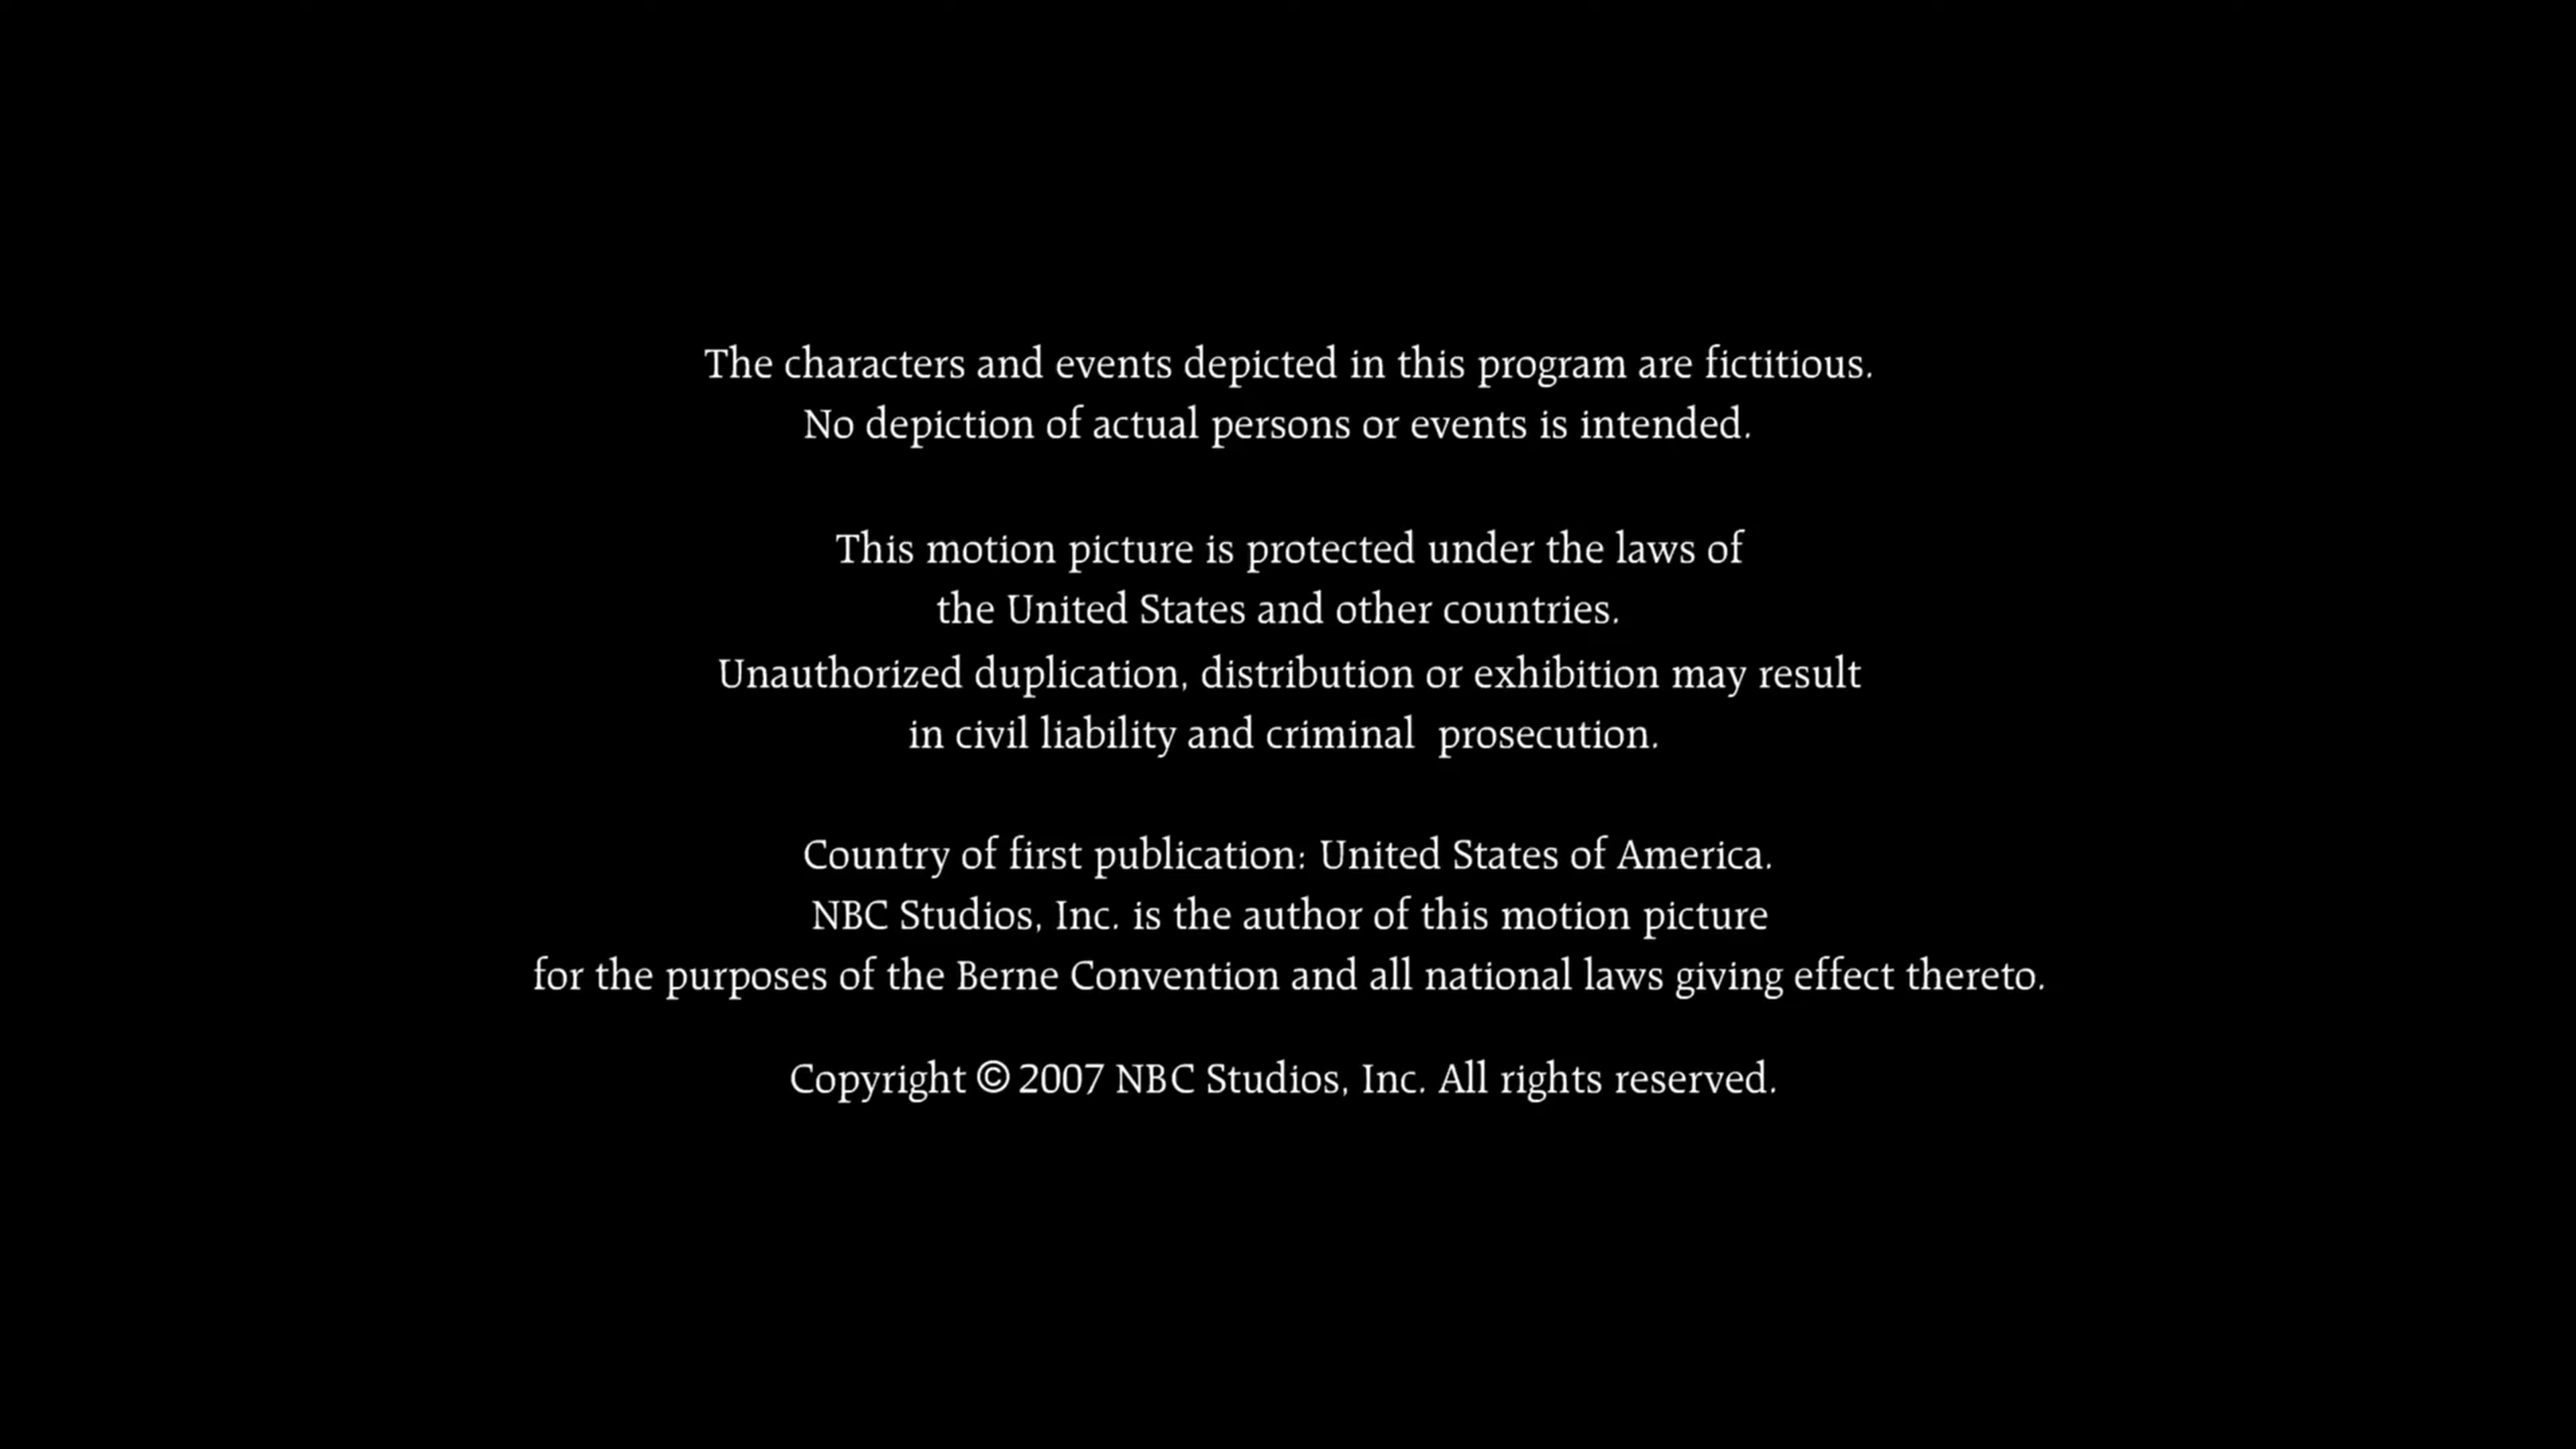 The characters and events depicted in this program are fictitious.
No depiction of actual persons or events is intended.
This motion picture is protected under the laws of
the United States and other countries.
Unauthorized duplication, distribution or exhibition may result
in civil liability and criminal  prosecution.
Country of first publication: United States of America.
NBC Studios, Inc. is the author of this motion picture
for the purposes of the Berne Convention and all national laws giving effect thereto.
Copyright © 2007 NBC Studios, Inc. All rights reserved.